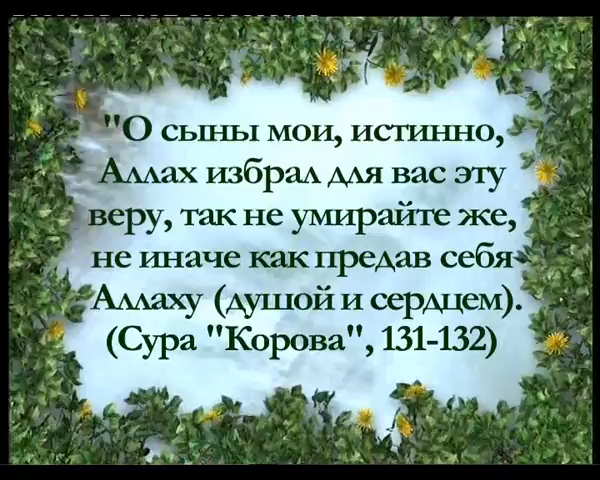 "О сыны мои, истинно,
Аллах избрал для вас эту
веру, так не умирайте же,
не иначе как предав себя
Аллаху (душой и сердцем).
(Сура "Корова", 131-132)